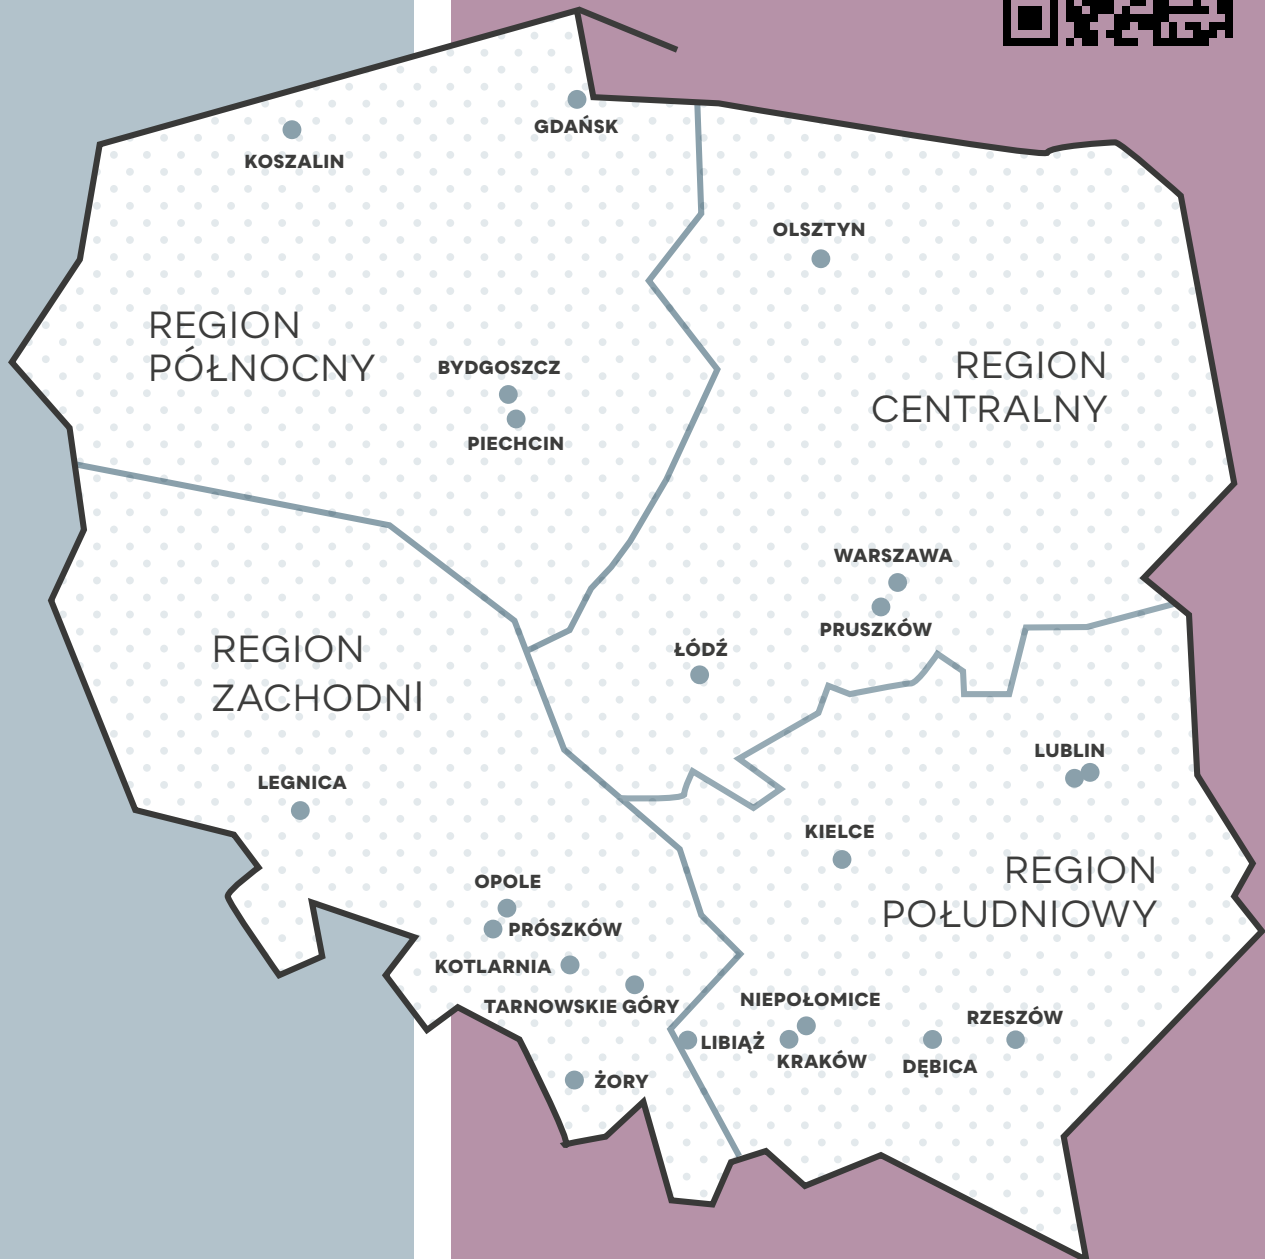 GDAŃSK
KOSZALIN
OLSZTYN
REGION
PÓŁNOCNY
BYDGOSZCZ
PIECHCIN
REGION
CENTRALNY
WARSZAWA
PRUSZKÓW
ŁÓDŹ
REGION
ZACHODNI
LEGNICA
LUBLIN
KIELCE
REGION
POŁUDNIOWY
OPOLE
PRÓSZKÓW
KOTLARNIA
TARNOWSKIE GÓRY
NIEPOŁOMICE
LIBIĄŻ
KRAKÓW
RZESZÓW
DĘBICA
ŻORY